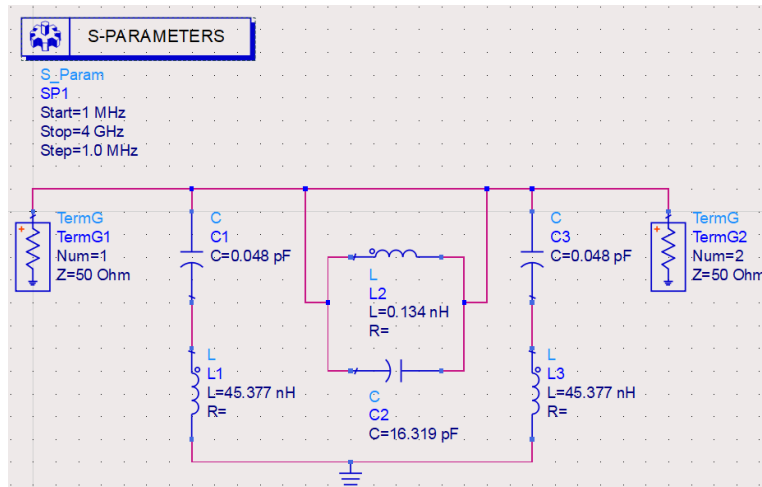 S-PARAMETERS
S_Param
SP1
Start=1 MHz
Stop=4 GHz
Step=1.0 MHz
TermG
TermG1
Num=1
Z=50 Ohm
C
C1
C=0.048 pF
L
L1
L=45.377 nH
R=
L
L2
L=0.134 nH
R=
C
C2
C=16.319 pF
C
C3
C=0.048 pF
L
L3
L=45.377 nH
R=
TermG
TermG2
Num=2
Z=50 Ohm